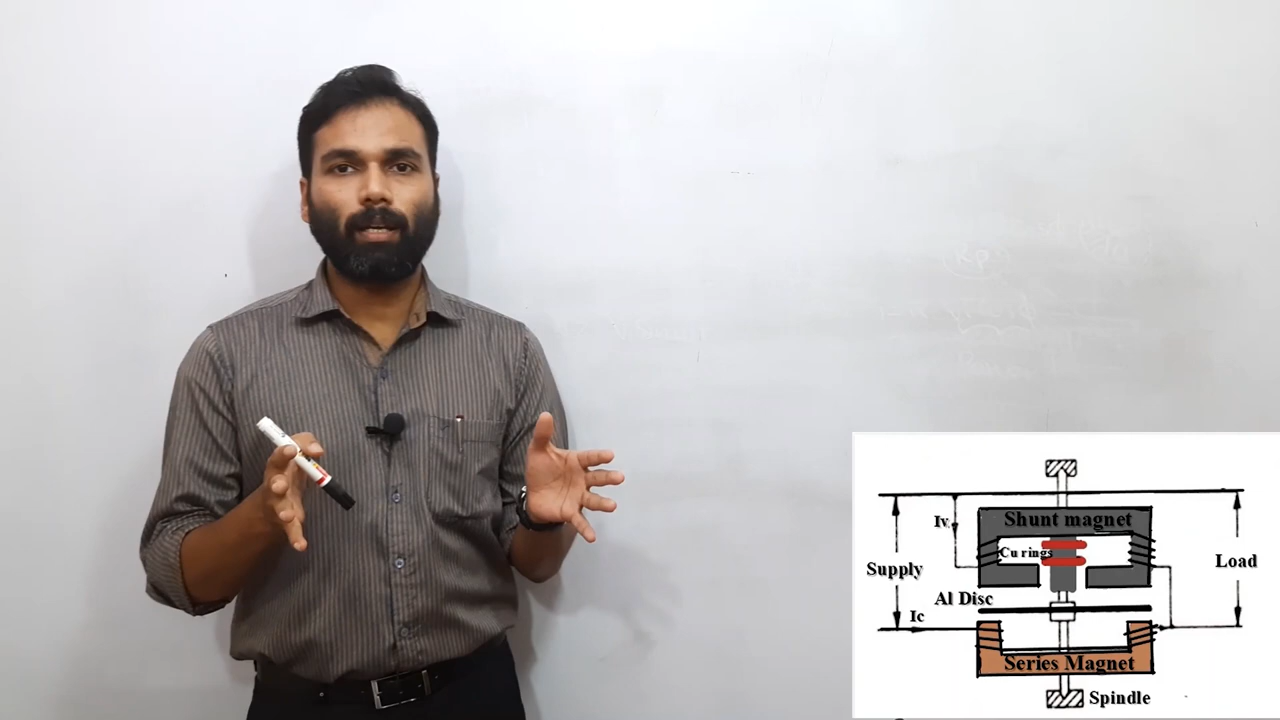 Shunt magnet
Iv
Cu rings
Supply
Load
Al Disc
Ic
Series Magnet
Spindle